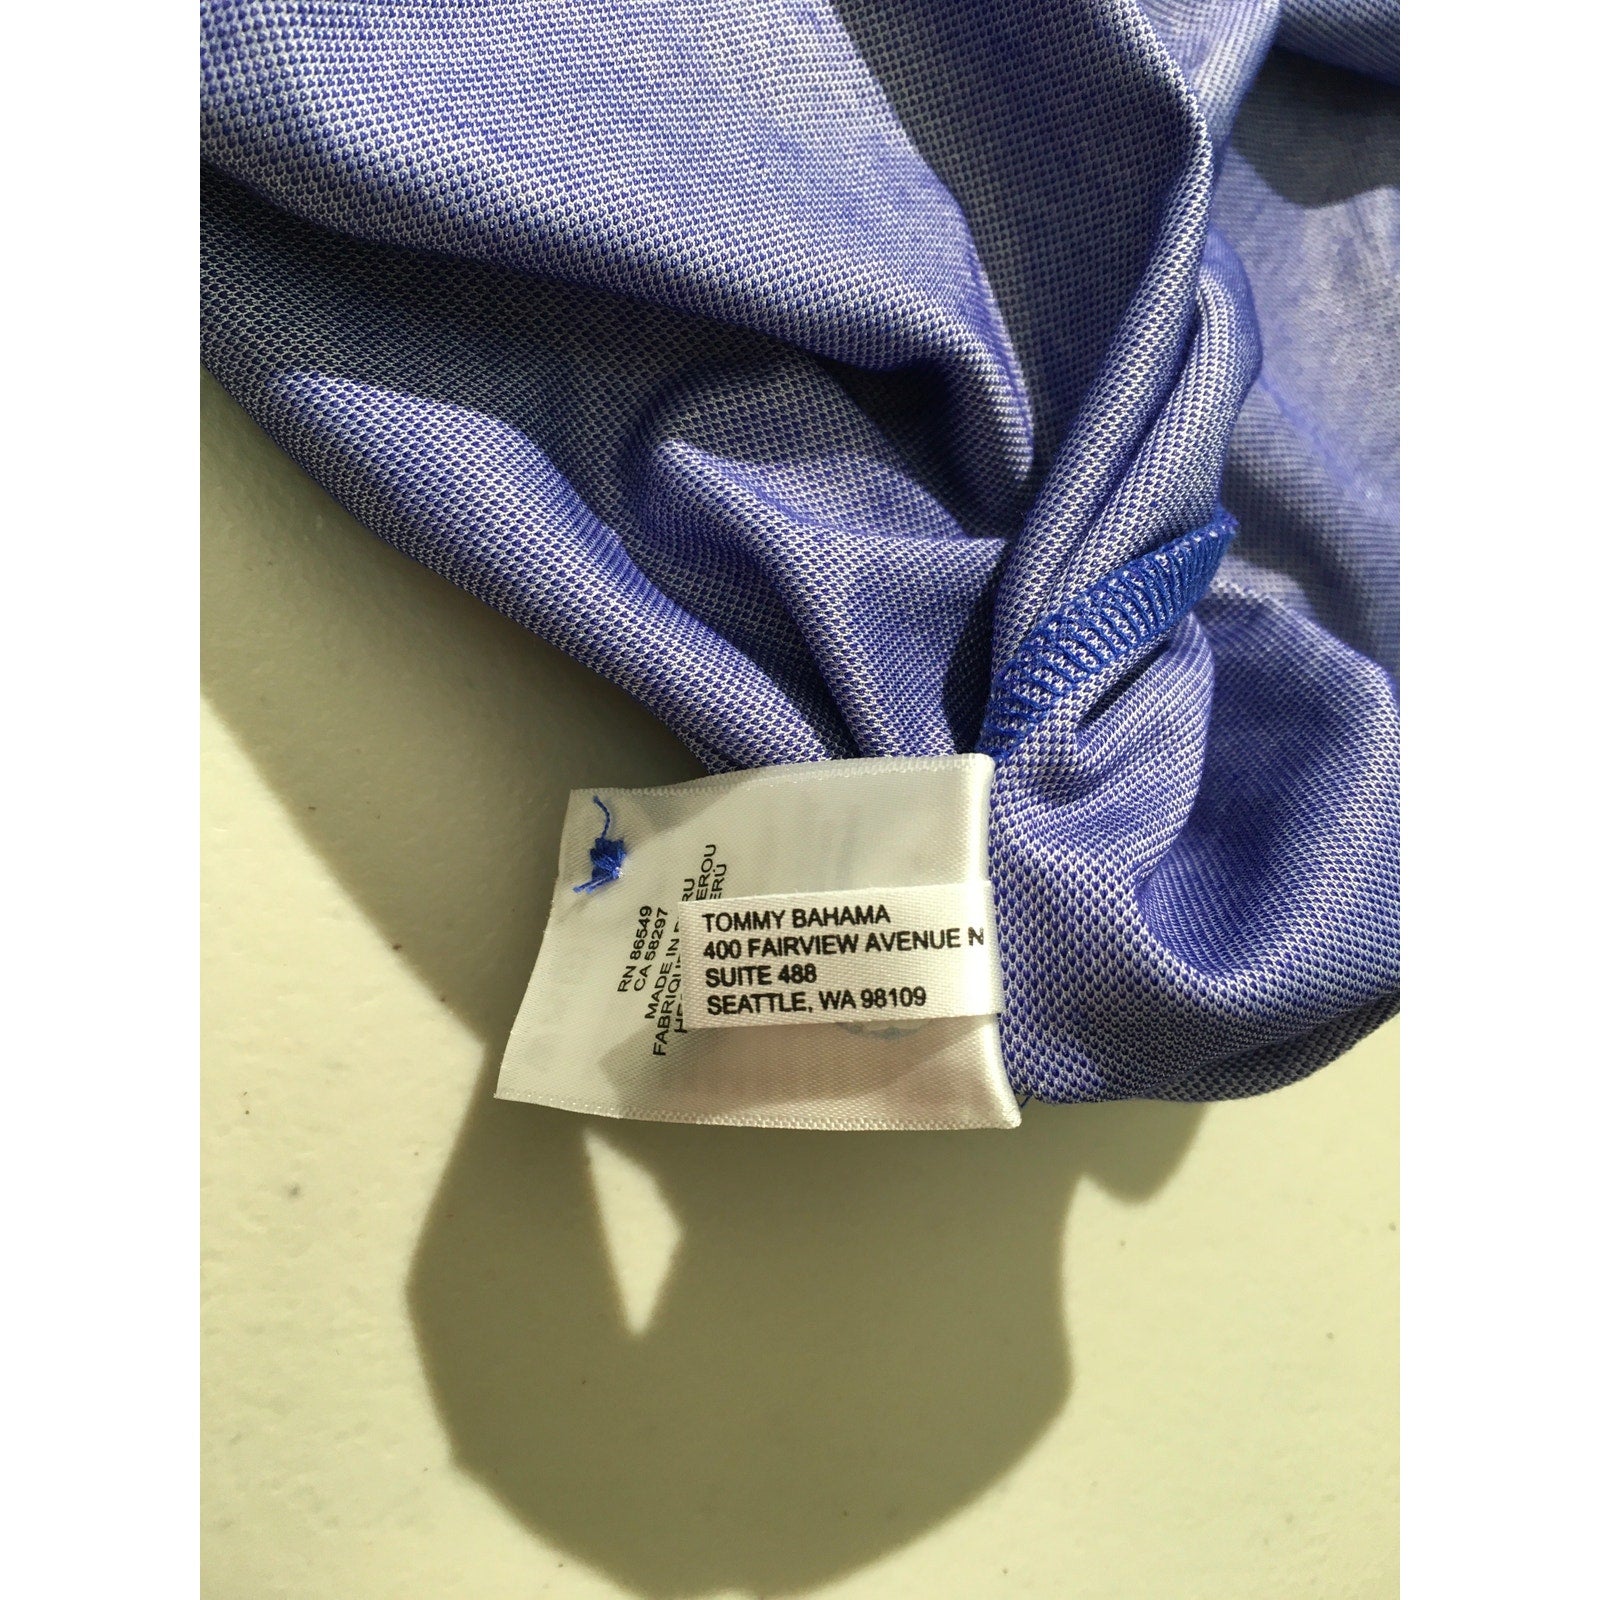 TOMMY BAHAMA
400 FAIRVIEW AVENUE N
SUITE 488
SEATTLE, WA 98109
RN 86549
CA 58297
MADE IN